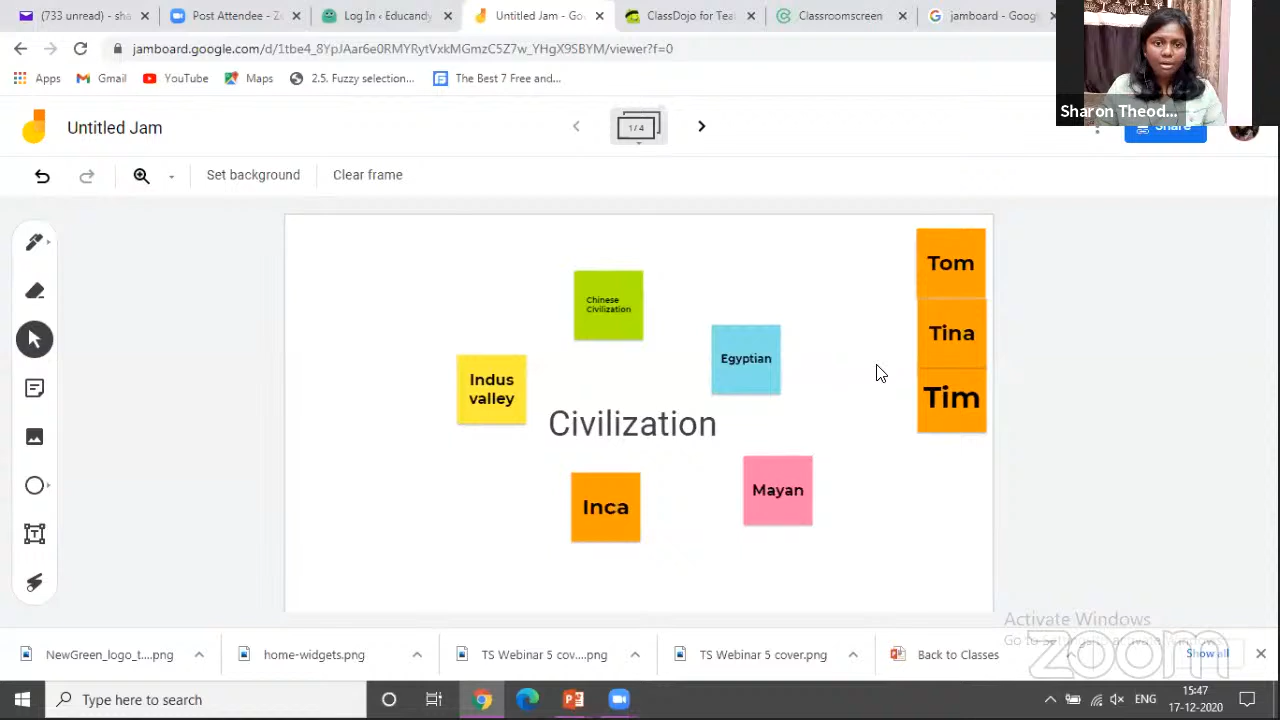 (733 unread) - sha
Post Attendee - Z
Log In ‹ Educandy
Untitled Jam - Go
ClassDojo for Tea
Classroomscreen
jamboard - Googl
jamboard.google.com/d/1tbe4_8YpJAar6e0RMYRytVxkMGmzC5Z7w_YHgX9SBYM/viewer?f=0
Apps
Gmail
YouTube
Maps
2.5. Fuzzy selection...
The Best 7 Free and...
Sharon Theod...
Untitled Jam
1 / 4
Share
Set background
Clear frame
Tom
Chinese
Civilization
Tina
Egyptian
Indus
valley
Tim
Civilization
Mayan
Inca
Activate Windows
zoom
NewGreen_logo_t....png
home-widgets.png
TS Webinar 5 cov....png
TS Webinar 5 cover.png
Back to Classes
Show all
Type here to search
ENG
15:47
17-12-2020